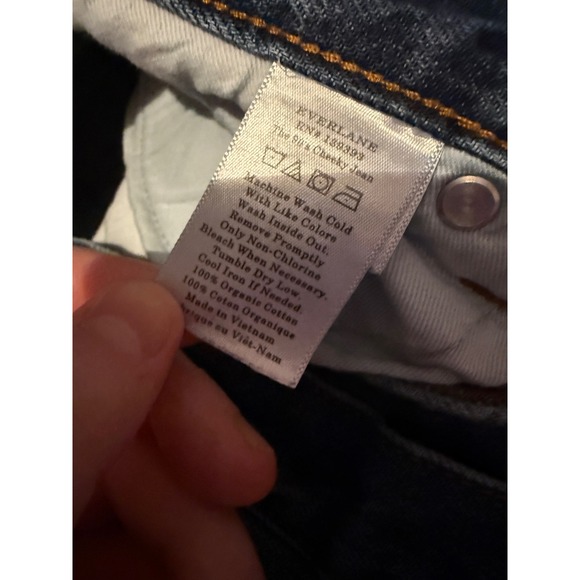 EVERLANE
RN# 139393
The 90's Cheeky Jean
Machine Wash Cold
With Like Colors
Wash Inside Out.
Remove Promptly
Only Non-Chlorine
Bleach When Necessary.
Tumble Dry Low.
Cool Iron If Needed.
100% Organic Cotton
100% Coton Organique
Made in Vietnam
au Viêt-Nam